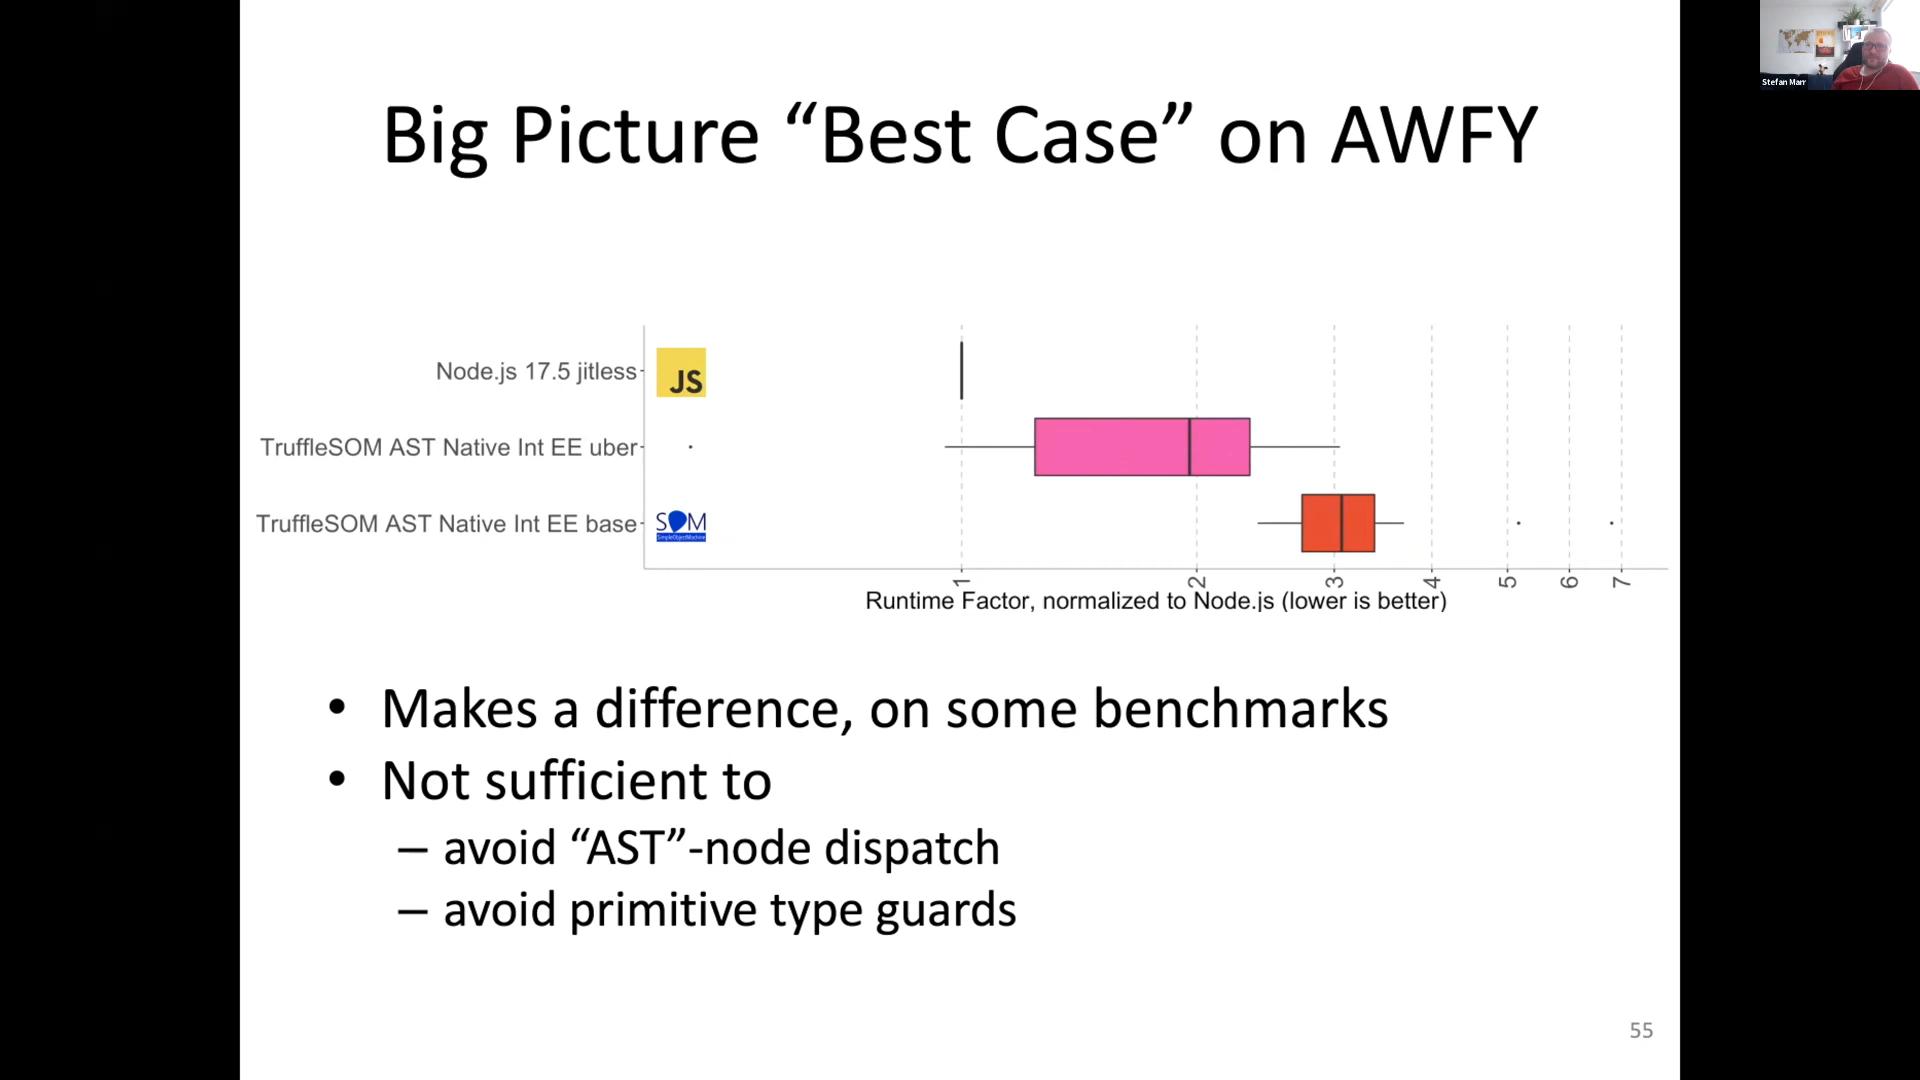 Big Picture “Best Case” on AWFY
Stefan Marr
Node.js 17.5 jitless
JS
TruffleSOM AST Native Int EE uber
TruffleSOM AST Native Int EE base
SOM
SimpleObjectMachine
1 2 3 4 5 6 7
Runtime Factor, normalized to Node.js (lower is better)
• Makes a difference, on some benchmarks
• Not sufficient to
– avoid “AST”-node dispatch
– avoid primitive type guards
55